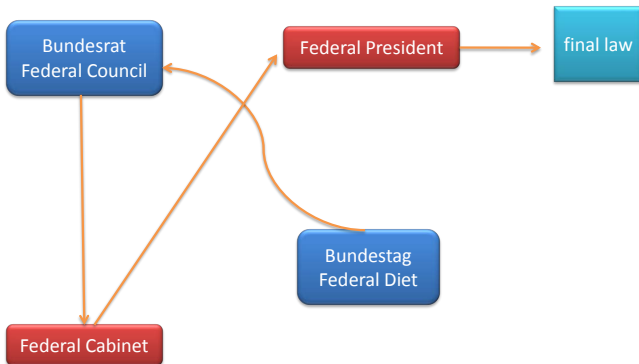 Bundesrat
Federal Council
Federal President
final law
Bundestag
Federal Diet
Federal Cabinet